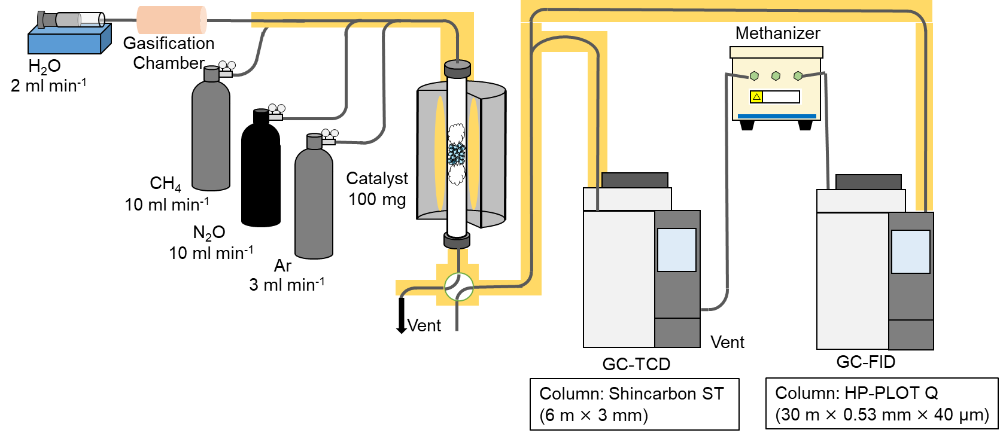 Methanizer
Gasification
Chamber
H₂O
2 ml min⁻¹
CH₄
10 ml min⁻¹
N₂O
10 ml min⁻¹
Ar
3 ml min⁻¹
Catalyst
100 mg
Vent
Vent
GC-TCD
GC-FID
Column: Shincarbon ST
(6 m × 3 mm)
Column: HP-PLOT Q
(30 m × 0.53 mm × 40 μm)